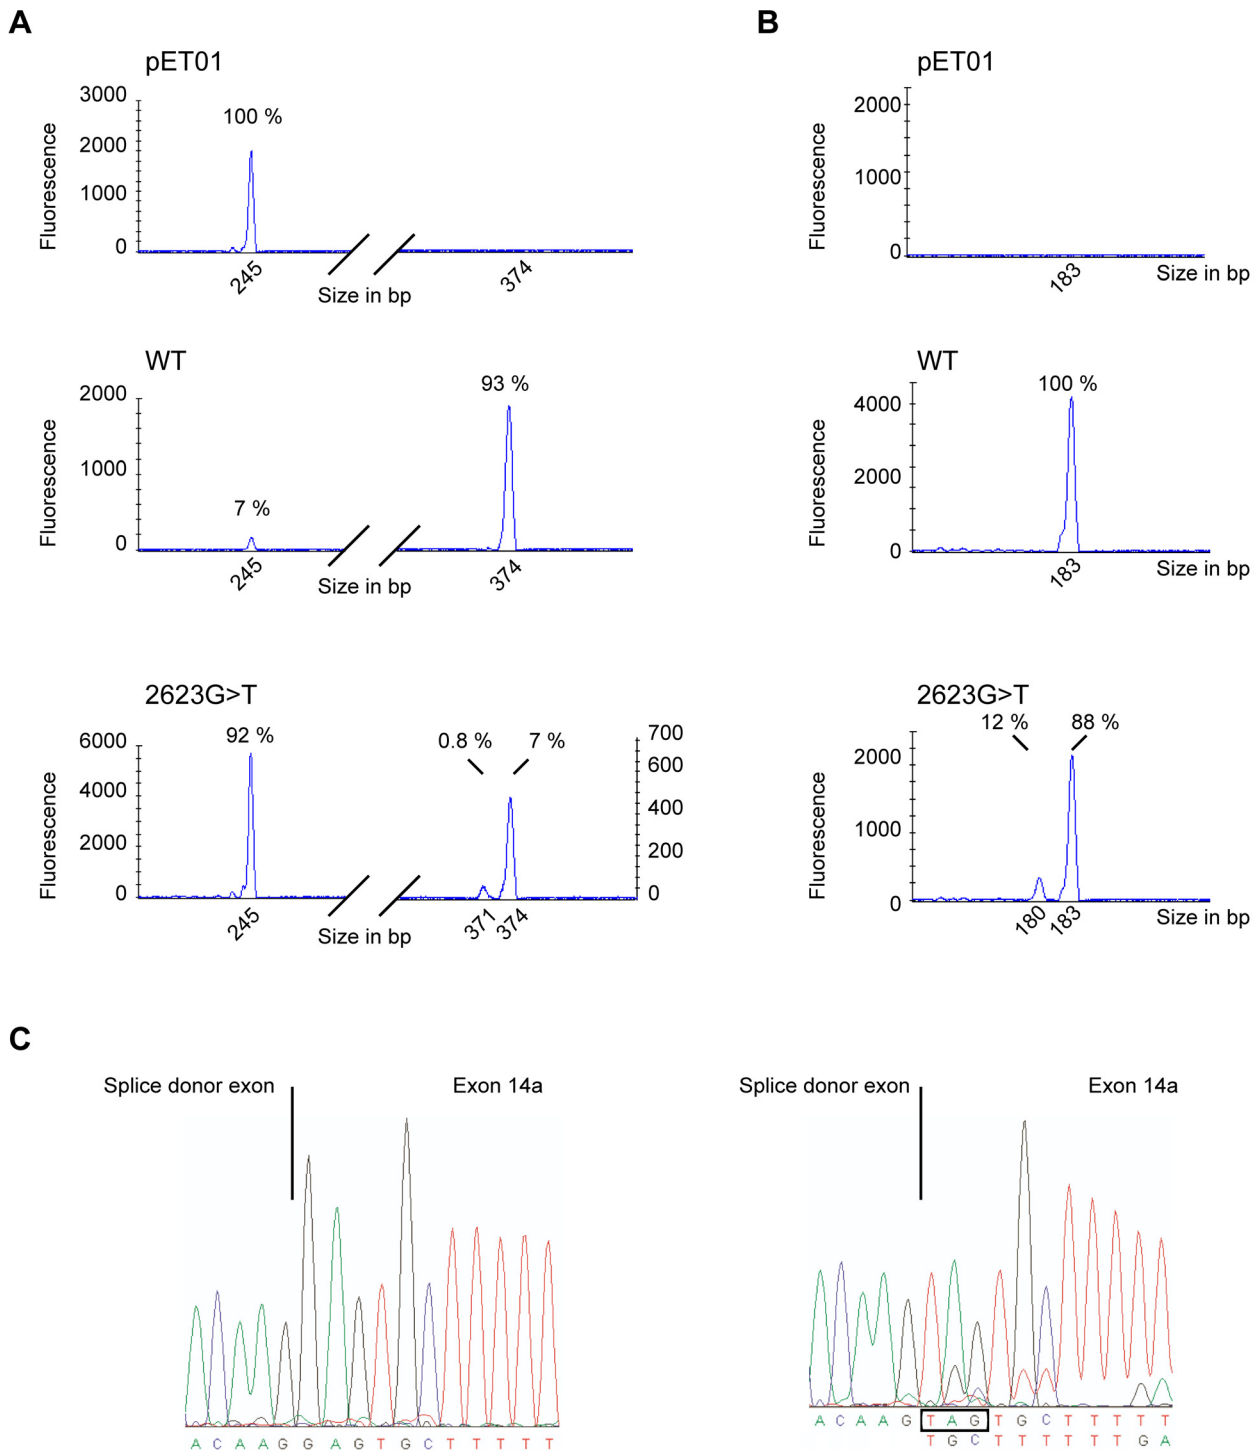 A
pET01
3000
2000
1000
0
Fluorescence
100 %
245
374
Size in bp
WT
2000
1000
0
Fluorescence
7 %
93 %
245
374
Size in bp
2623G>T
6000
4000
2000
0
Fluorescence
92 %
0.8 %
7 %
700
600
400
200
0
245
371
374
Size in bp
B
pET01
2000
1000
0
Fluorescence
183
Size in bp
WT
4000
2000
0
Fluorescence
100 %
183
Size in bp
2623G>T
2000
1000
0
Fluorescence
12 %
88 %
180
183
Size in bp
C
Splice donor exon
Exon 14a
A C A A G G A G T G C T T T T T
Splice donor exon
Exon 14a
A C A A G T A G T G C T T T T T
T G C T T T T T G A